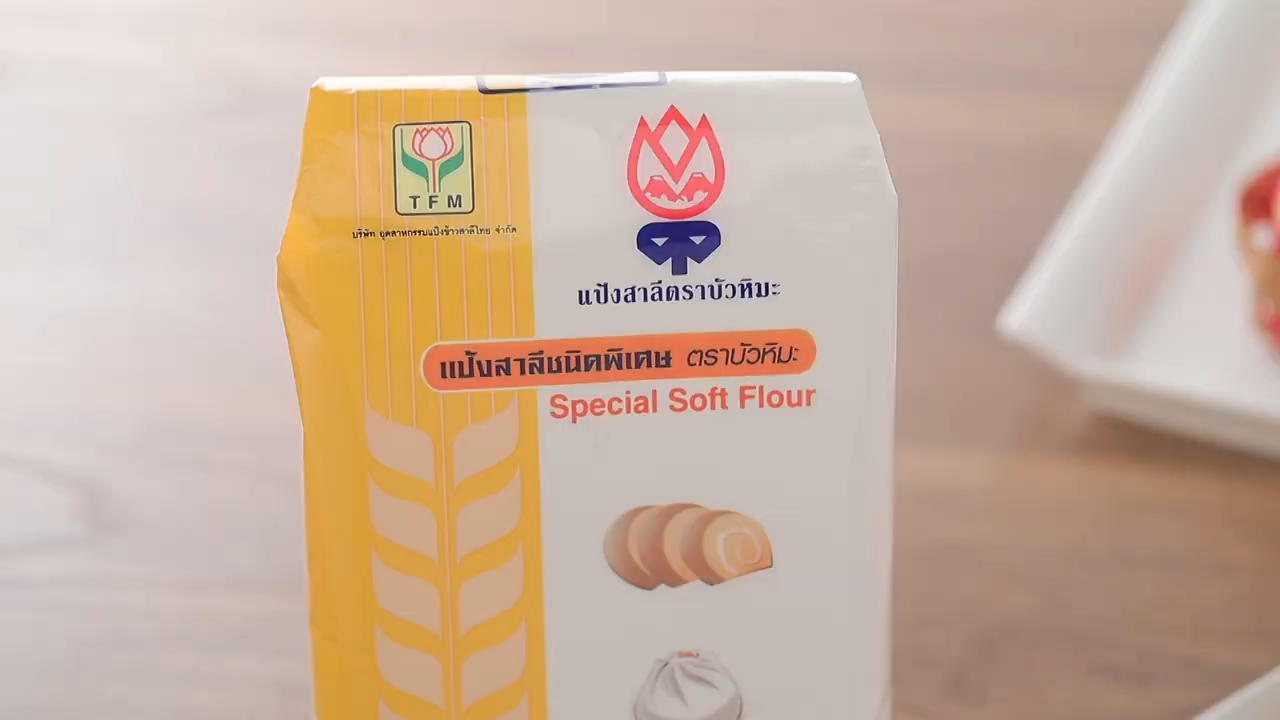 TFM
บริษัท อุตสาหกรรมแป้งข้าวสาลีไทย จำกัด
แป้งสาลีตราบัวหิมะ
แป้งสาลีชนิดพิเศษ ตราบัวหิมะ
Special Soft Flour